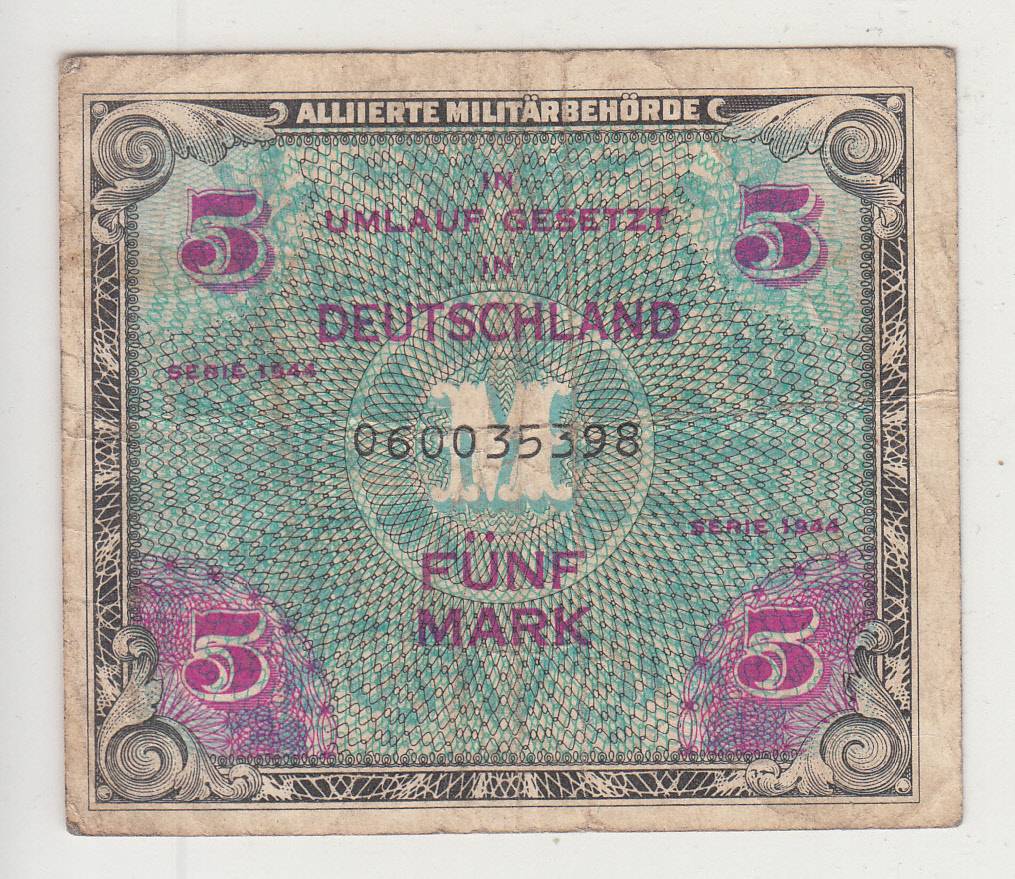 ALLIIERTE MILITÄRBEHÖRDE
IN
5 UMLAUF GESETZT 5
IN
DEUTSCHLAND
SERIE 1944
M
060035398
SERIE 1944
FÜNF
5 MARK 5